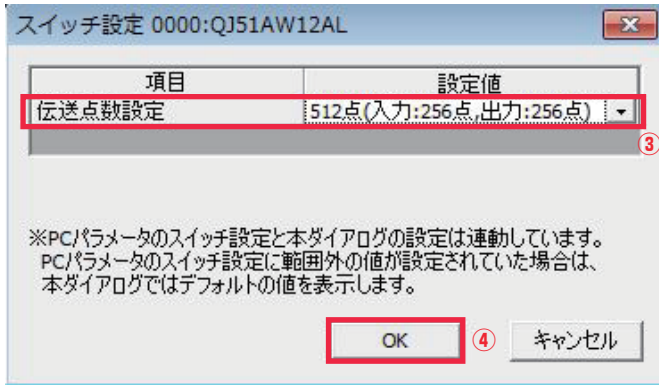 スイッチ設定 0000:QJ51AW12AL
項目 設定値
伝送点数設定 512点(入力:256点,出力:256点)
③
※PCパラメータのスイッチ設定と本ダイアログの設定は連動しています。
PCパラメータのスイッチ設定に範囲外の値が設定されていた場合は、
本ダイアログではデフォルトの値を表示します。
OK ④ キャンセル